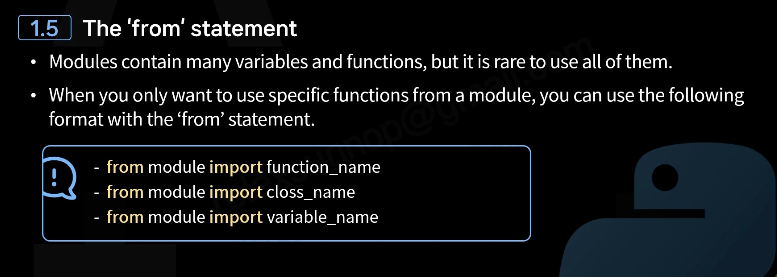 1.5 The 'from' statement
• Modules contain many variables and functions, but it is rare to use all of them.
• When you only want to use specific functions from a module, you can use the following
format with the 'from' statement.
- from module import function_name
- from module import closs_name
- from module import variable_name